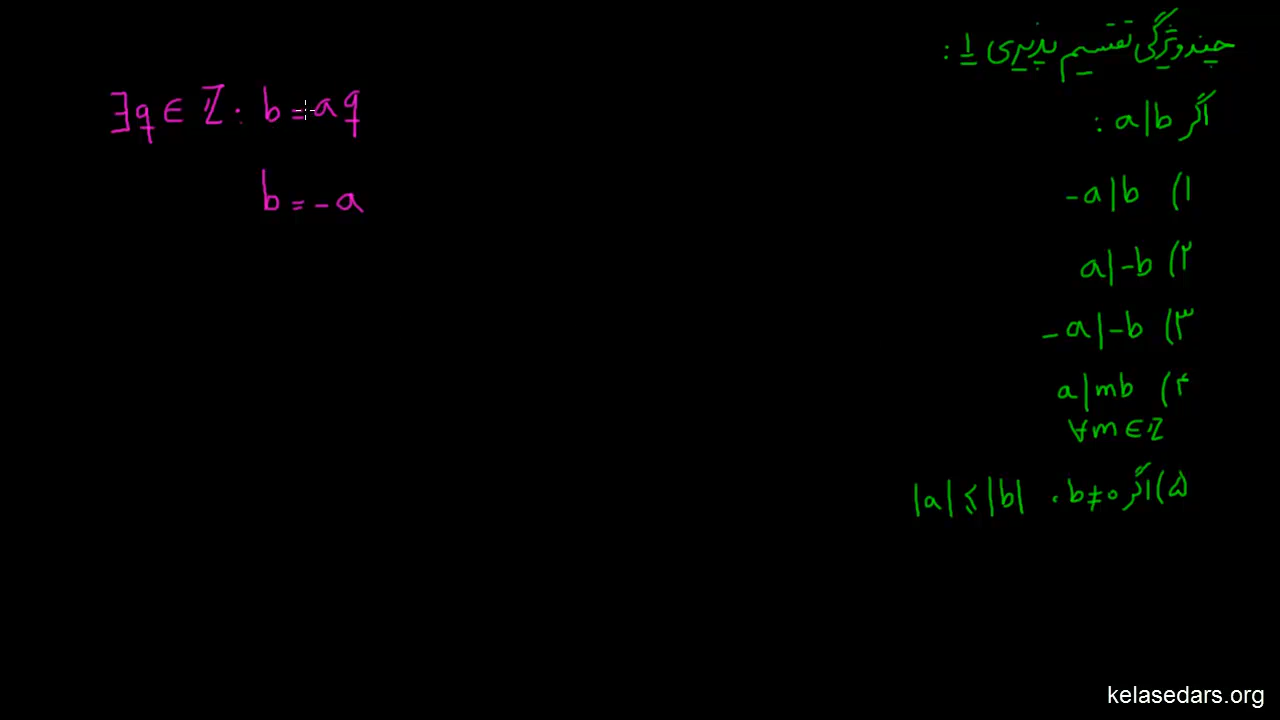 چند ویژگی تقسیم پذیری ۱ :
اگر a|b :
۱) -a|b
۲) a|-b
۳) -a|-b
۴) a|mb
∀m ∈ ℤ
۵) اگر b≠0 ، |a| ≤ |b|
∃q ∈ ℤ . b = aq
b = -a
kelasedars.org